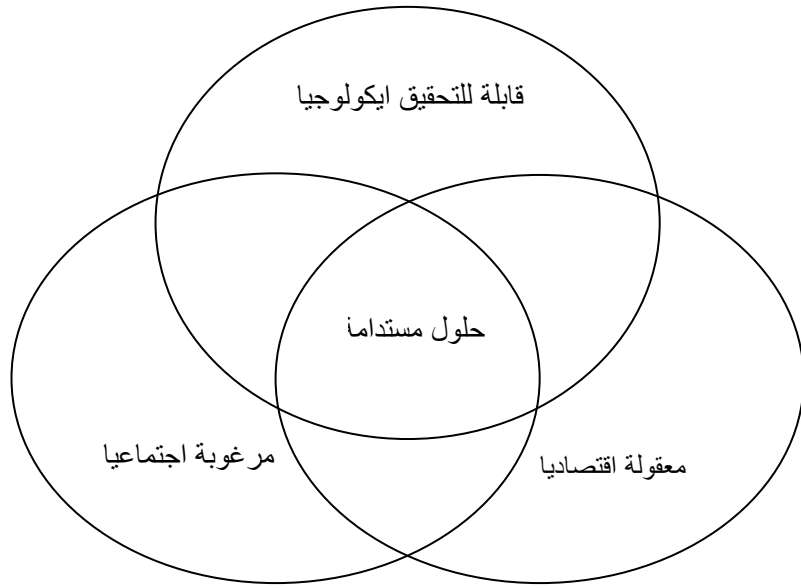 قابلة للتحقيق ايكولوجيا
حلول مستدامة
مرغوبة اجتماعيا
معقولة اقتصاديا